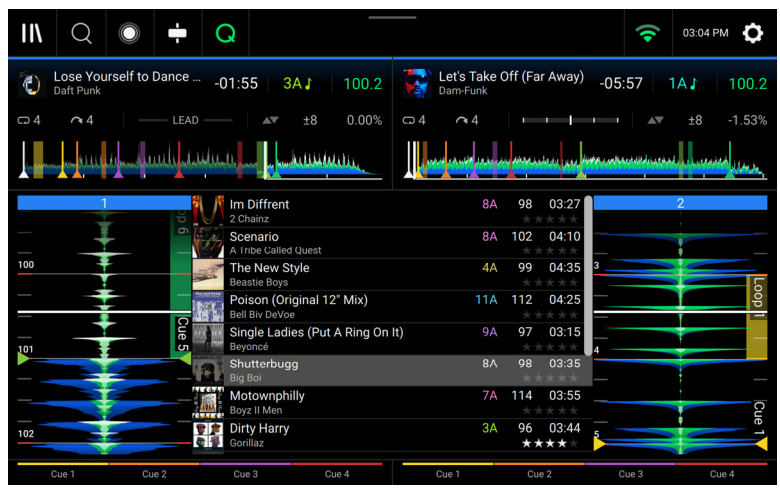 03:04 PM
Lose Yourself to Dance ...
Daft Punk
-01:55
3A
100.2
4
4
LEAD
±8
0.00%
Let's Take Off (Far Away)
Dam-Funk
-05:57
1A
100.2
4
4
±8
-1.53%
1
Loop 6
100
Cue 5
101
102
Im Diffrent 8A 98 03:27
2 Chainz
Scenario 8A 102 04:10
A Tribe Called Quest
The New Style 4A 99 04:35
Beastie Boys
Poison (Original 12" Mix) 11A 112 04:25
Bell Biv DeVoe
Single Ladies (Put A Ring On It) 9A 97 03:15
Beyoncé
Shutterbugg 8A 98 03:35
Big Boi
Motownphilly 7A 114 03:55
Boyz II Men
Dirty Harry 3A 96 03:44
Gorillaz
2
3
Loop 1
4
Cue 1
5
Cue 1 Cue 2 Cue 3 Cue 4
Cue 1 Cue 2 Cue 3 Cue 4